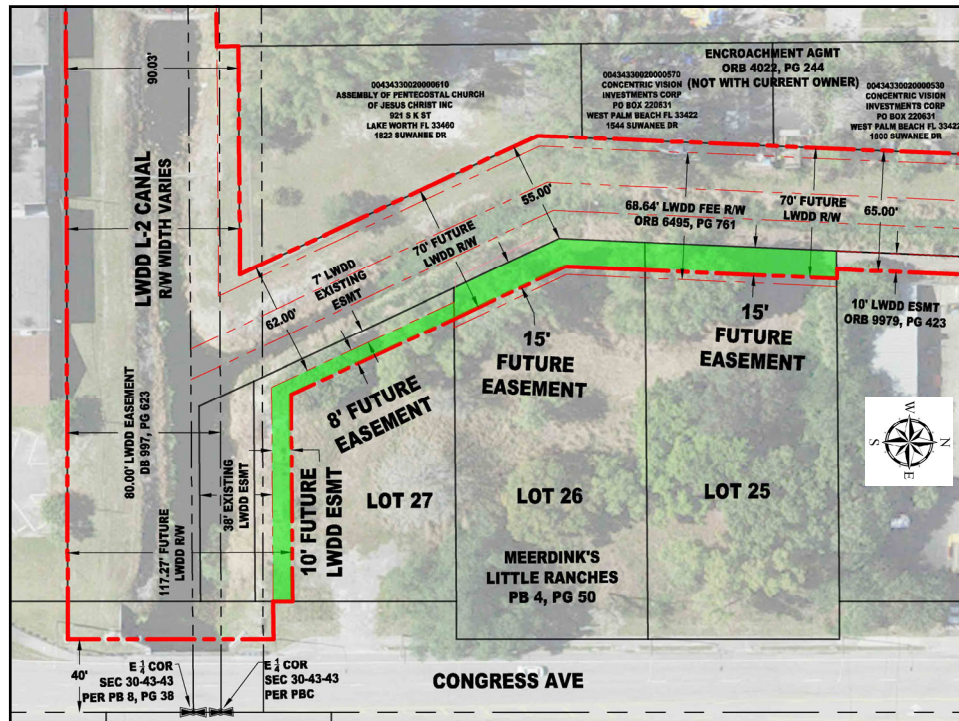 ENCROACHMENT AGMT
ORB 4022, PG 244
(NOT WITH CURRENT OWNER)
00434330020000610
ASSEMBLY OF PENTECOSTAL CHURCH
OF JESUS CHRIST INC
921 S K ST
LAKE WORTH FL 33460
1822 SUWANEE DR
00434330020000570
CONCENTRIC VISION
INVESTMENTS CORP
PO BOX 220631
WEST PALM BEACH FL 33422
1544 SUWANEE DR
00434330020000530
CONCENTRIC VISION
INVESTMENTS CORP
PO BOX 220631
WEST PALM BEACH FL 33422
1600 SUWANEE DR
90.03'
LWDD L-2 CANAL
R/W WIDTH VARIES
62.00'
7' LWDD
EXISTING
ESMT
70' FUTURE
LWDD R/W
55.00'
68.64' LWDD FEE R/W
ORB 6495, PG 761
70' FUTURE
LWDD R/W
65.00'
10' LWDD ESMT
ORB 9979, PG 423
15'
FUTURE
EASEMENT
15'
FUTURE
EASEMENT
8' FUTURE
EASEMENT
80.00' LWDD EASEMENT
DB 997, PG 623
38' EXISTING
LWDD ESMT
117.27' FUTURE
LWDD R/W
10' FUTURE
LWDD ESMT
LOT 27
LOT 26
LOT 25
W
N
S
E
MEERDINK'S
LITTLE RANCHES
PB 4, PG 50
40'
E 1/4 COR
SEC 30-43-43
PER PB 8, PG 38
E 1/4 COR
SEC 30-43-43
PER PBC
CONGRESS AVE